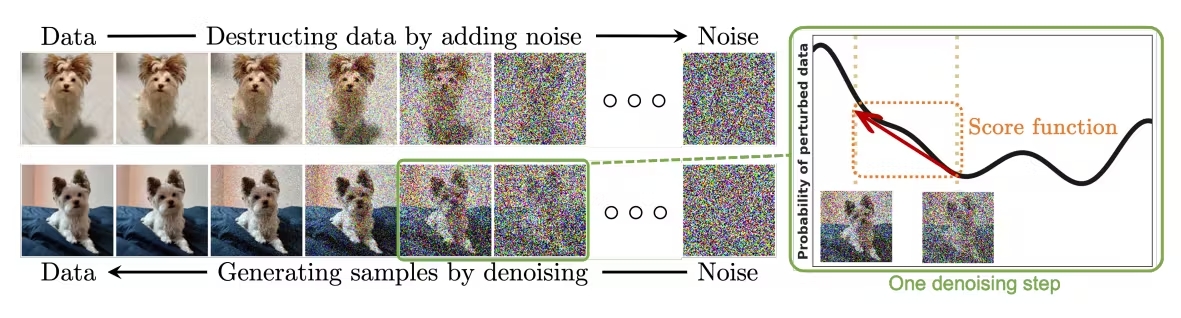 Data Destructing data by adding noise Noise
Data Generating samples by denoising Noise
Probability of perturbed data
Score function
One denoising step